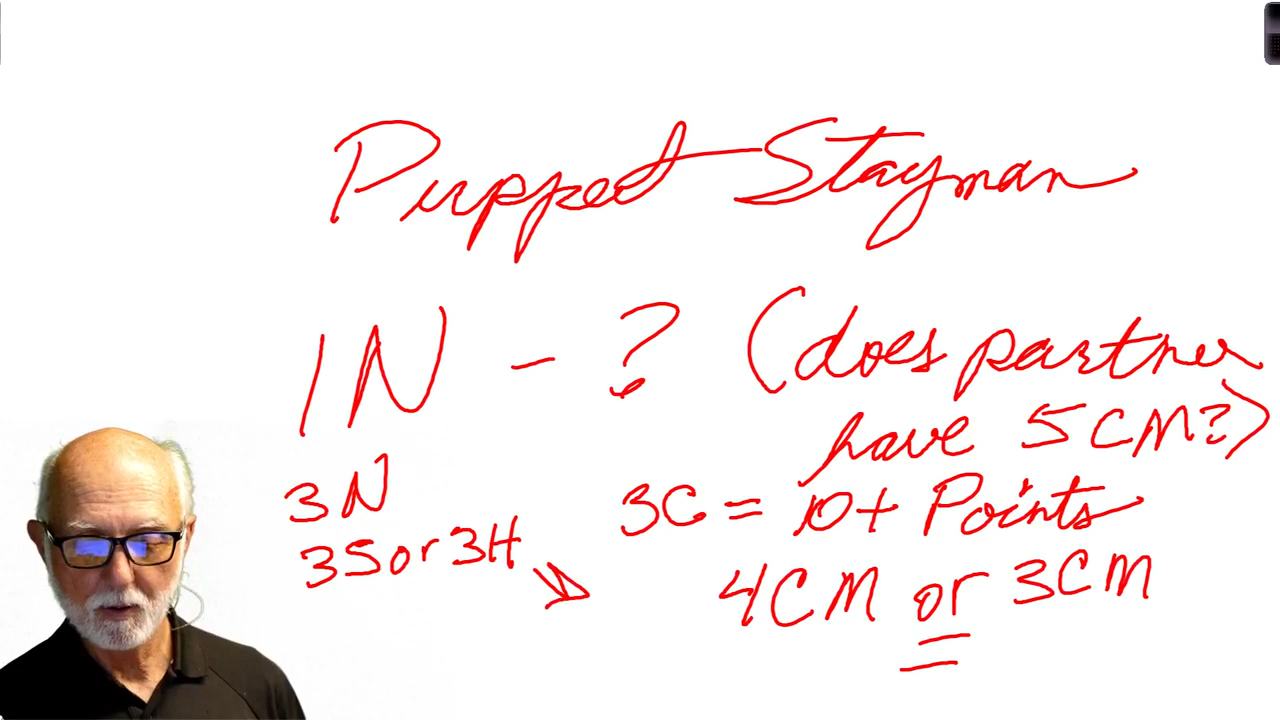 Puppet Stayman
1N - ? (does partner
have 5CM?)
3N
3C = 10+ Points
3S or 3H
4CM or 3CM